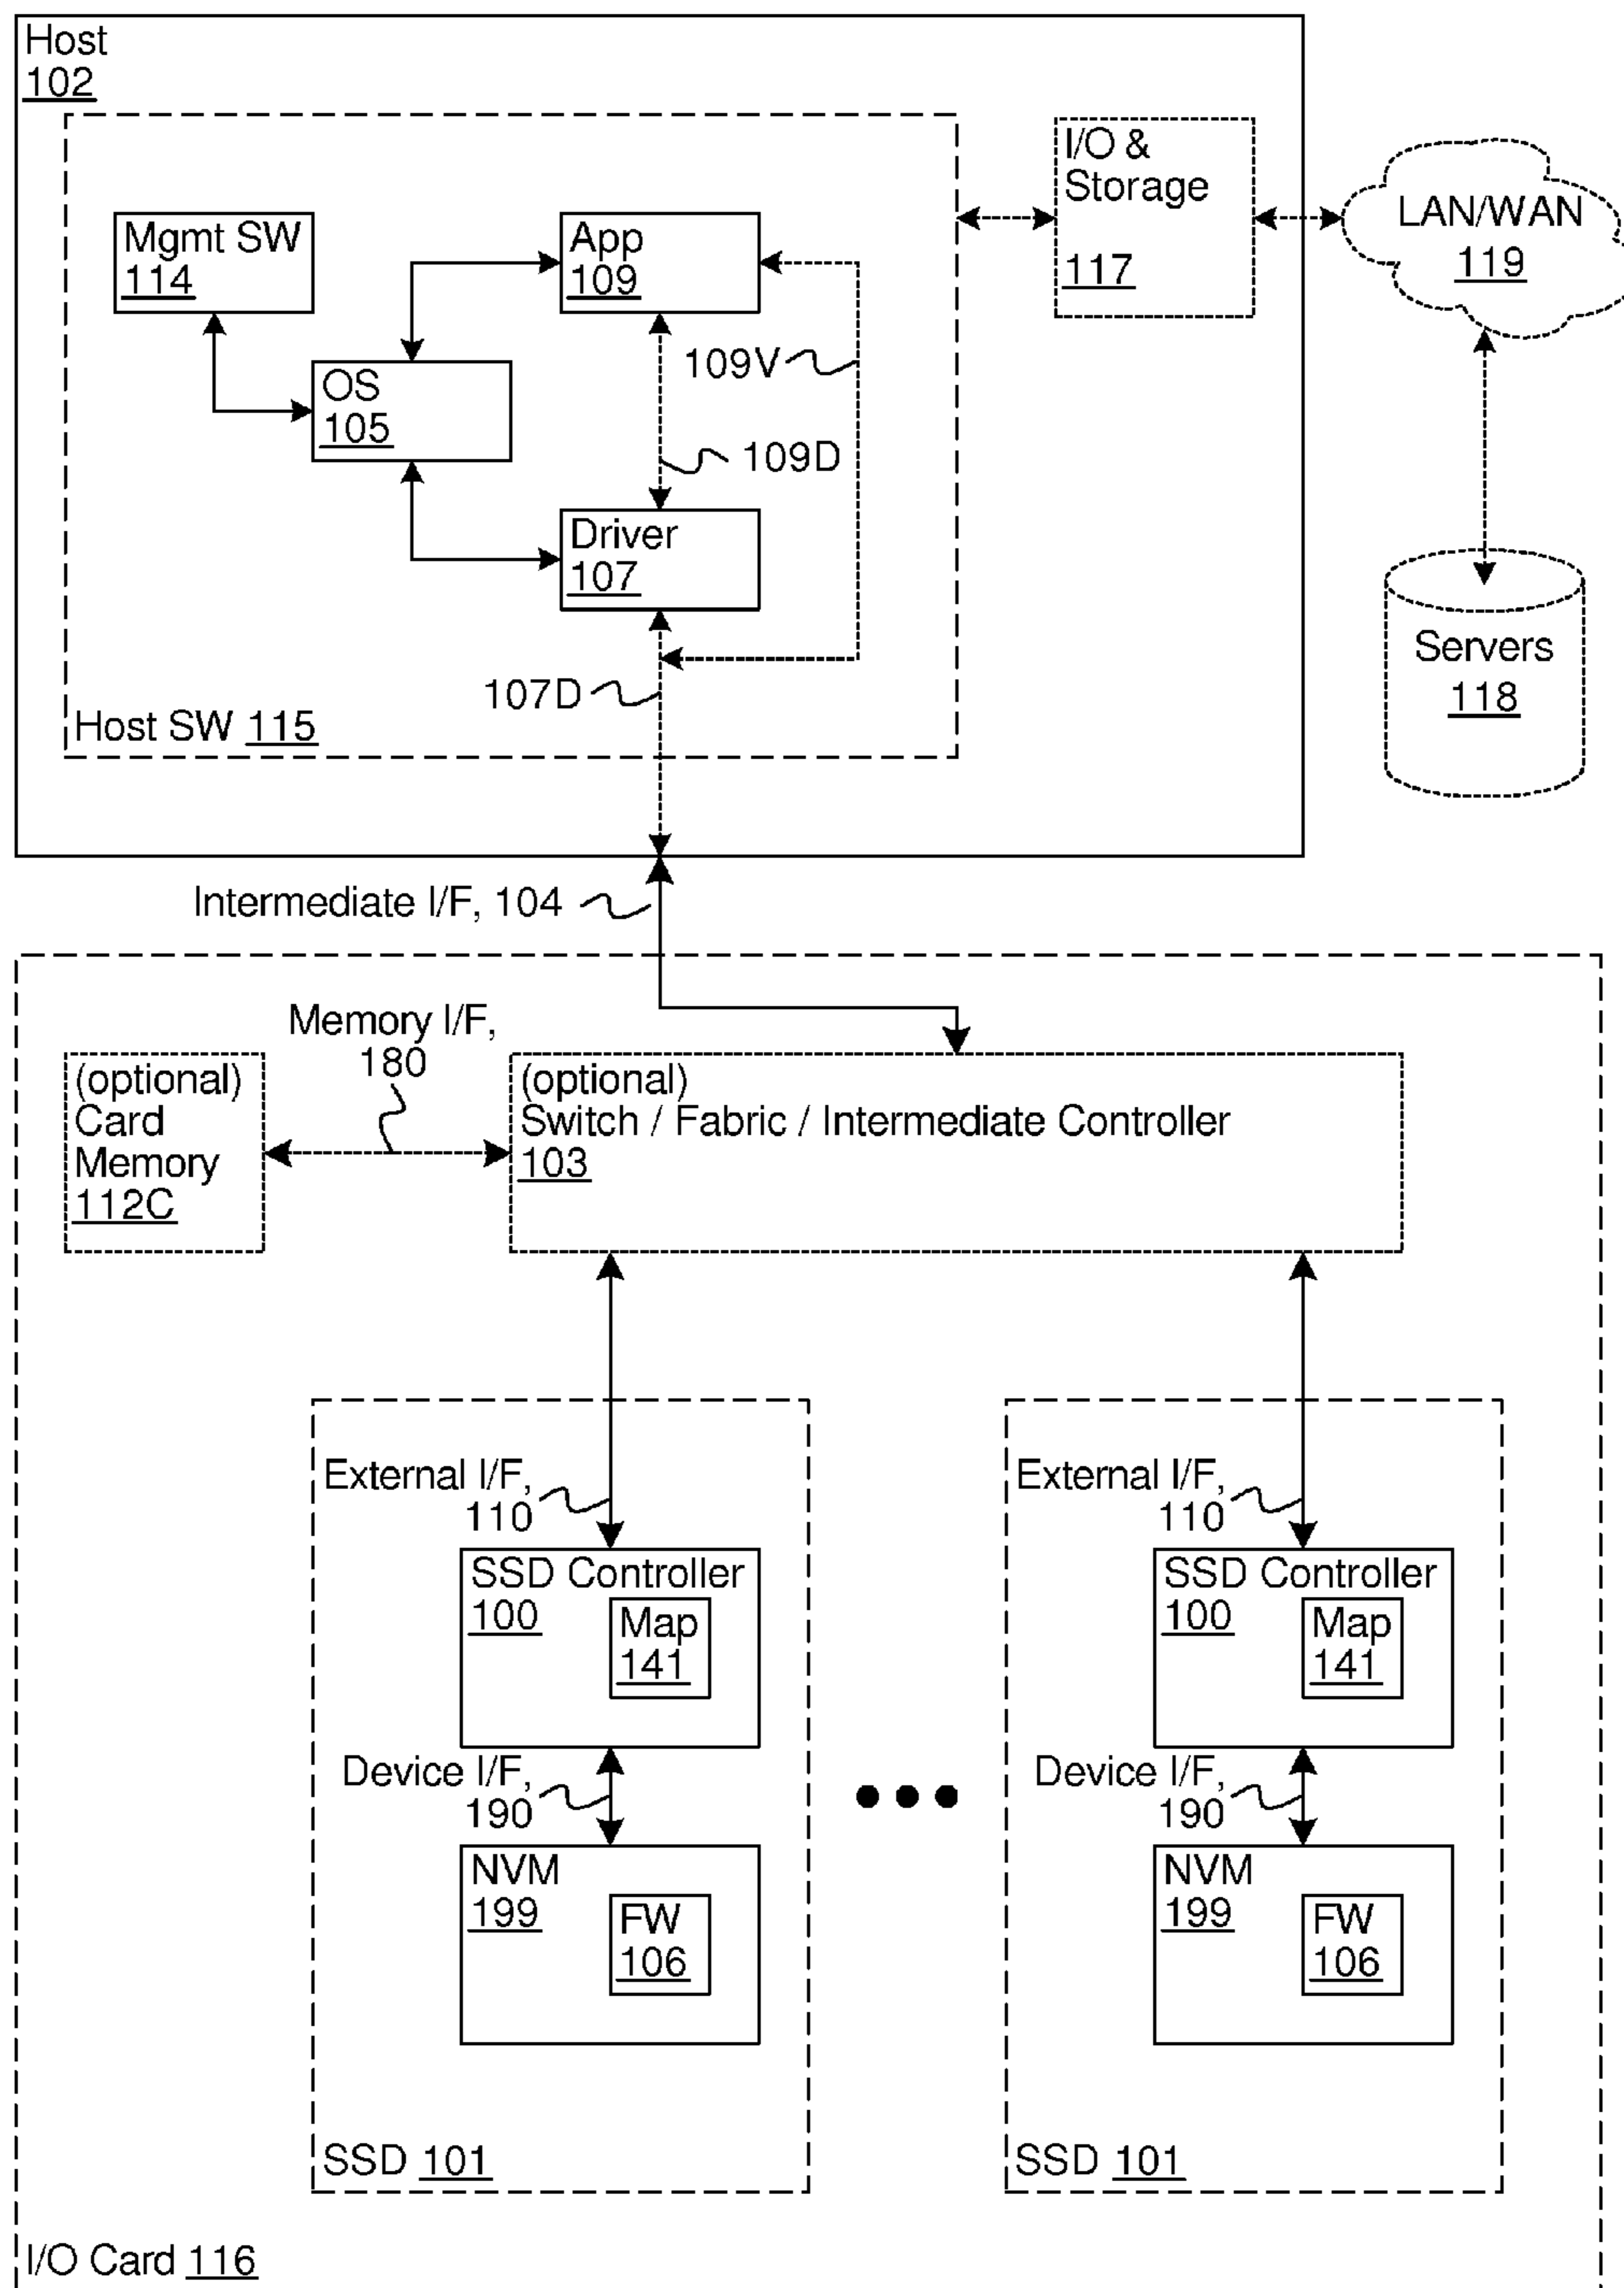 Host
102
I/O &
Storage
117
LAN/WAN
119
Mgmt SW
114
App
109
109V
OS
105
109D
Driver
107
107D
Servers
118
Host SW 115
Intermediate I/F, 104
Memory I/F,
180
(optional)
Card
Memory
112C
(optional)
Switch / Fabric / Intermediate Controller
103
External I/F,
110
SSD Controller
100
Map
141
Device I/F,
190
NVM
199
FW
106
SSD 101
External I/F,
110
SSD Controller
100
Map
141
Device I/F,
190
NVM
199
FW
106
SSD 101
I/O Card 116